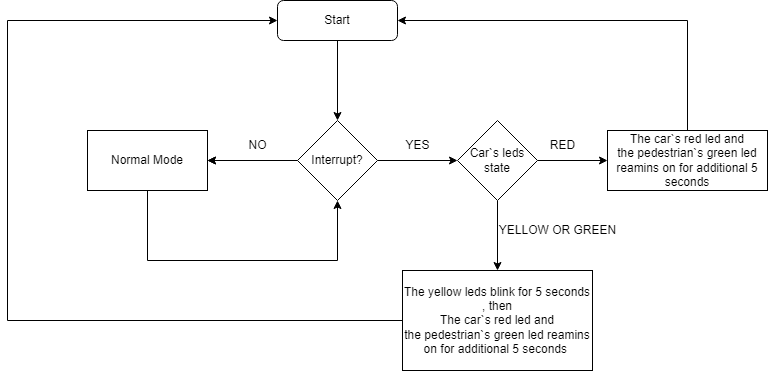 Start
NO
YES
RED
Normal Mode
Interrupt?
Car`s leds
state
The car`s red led and
the pedestrian`s green led
reamins on for additional 5
seconds
YELLOW OR GREEN
The yellow leds blink for 5 seconds
, then
The car`s red led and
the pedestrian`s green led reamins
on for additional 5 seconds